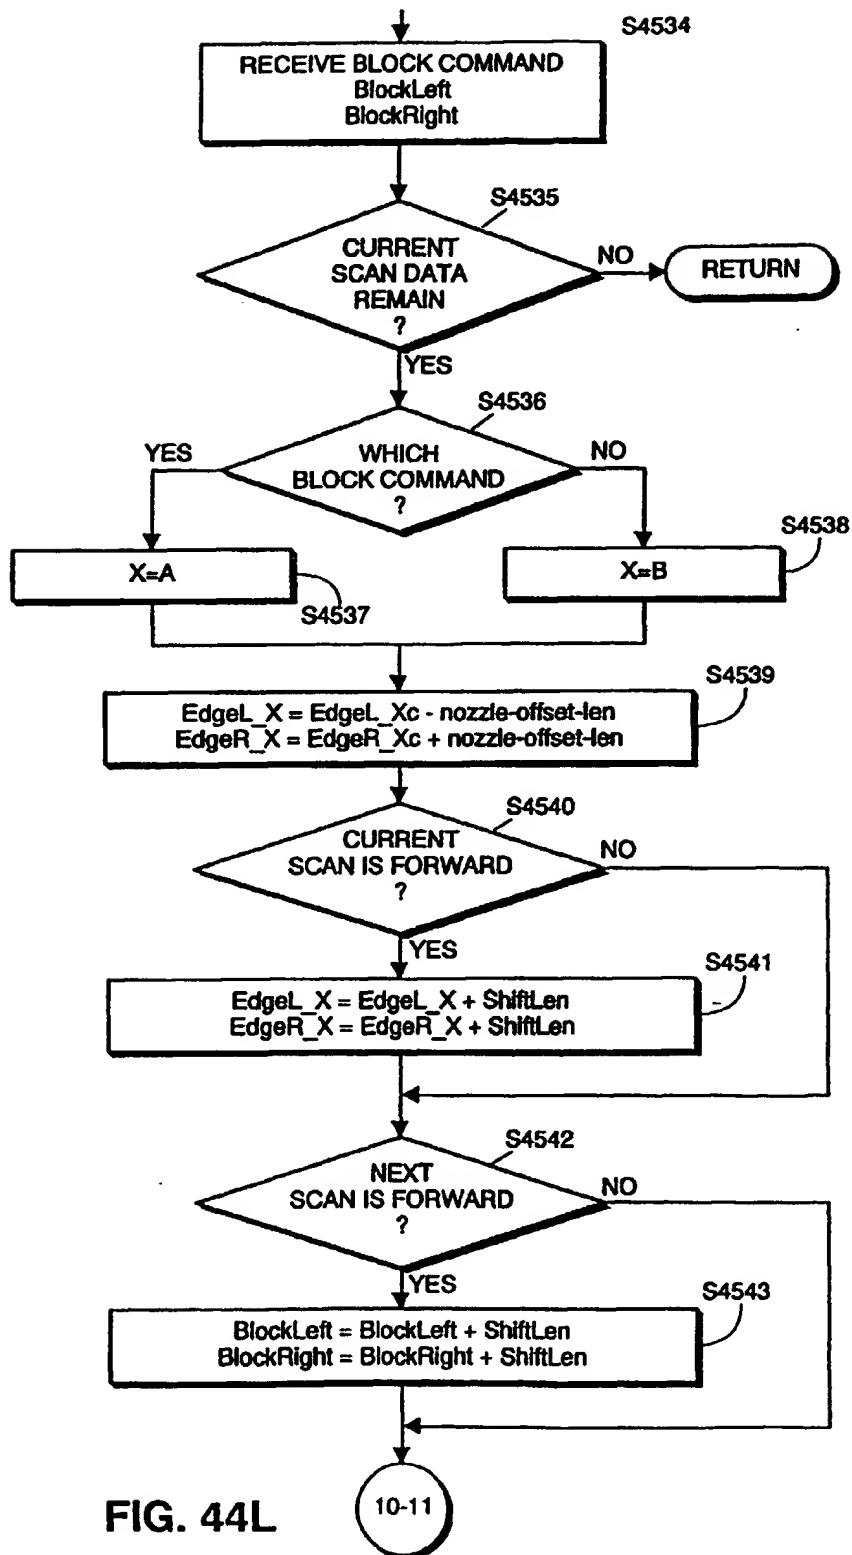 S4534
RECEIVE BLOCK COMMAND
BlockLeft
BlockRight
S4535
CURRENT
SCAN DATA
REMAIN
?
NO
RETURN
YES
S4536
WHICH
BLOCK COMMAND
?
YES
NO
S4538
X=A
X=B
S4537
S4539
EdgeL_X = EdgeL_Xc - nozzle-offset-len
EdgeR_X = EdgeR_Xc + nozzle-offset-len
S4540
CURRENT
SCAN IS FORWARD
?
NO
YES
S4541
EdgeL_X = EdgeL_X + ShiftLen
EdgeR_X = EdgeR_X + ShiftLen
S4542
NEXT
SCAN IS FORWARD
?
NO
YES
S4543
BlockLeft = BlockLeft + ShiftLen
BlockRight = BlockRight + ShiftLen
10-11
FIG. 44L